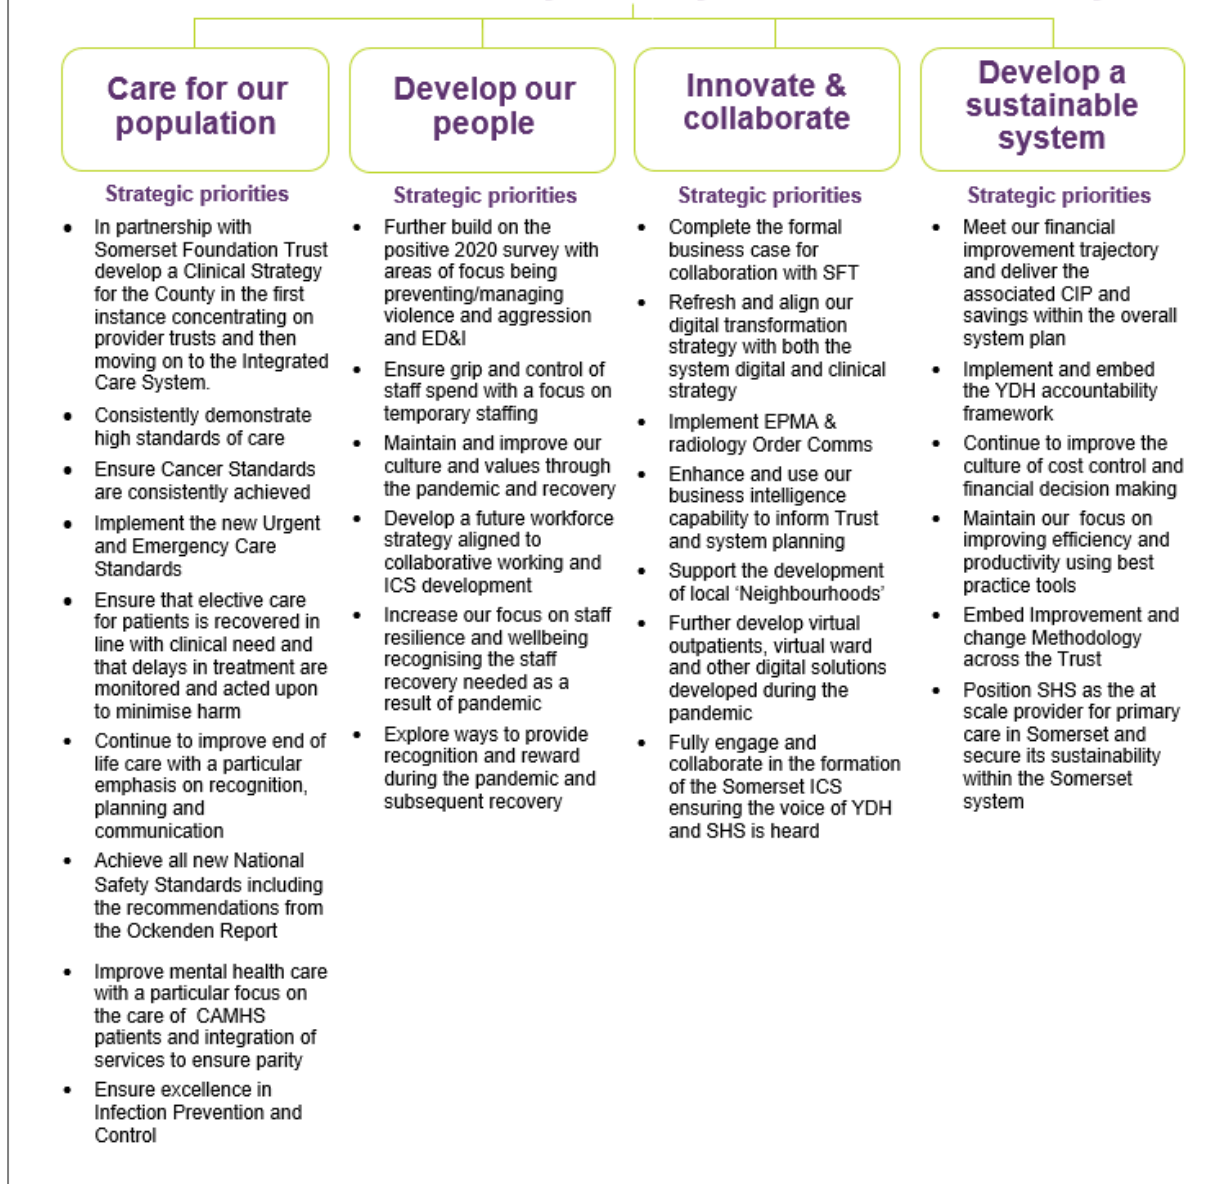 Care for our
population
Strategic priorities
• In partnership with
Somerset Foundation Trust
develop a Clinical Strategy
for the County in the first
instance concentrating on
provider trusts and then
moving on to the Integrated
Care System.
• Consistently demonstrate
high standards of care
• Ensure Cancer Standards
are consistently achieved
• Implement the new Urgent
and Emergency Care
Standards
• Ensure that elective care
for patients is recovered in
line with clinical need and
that delays in treatment are
monitored and acted upon
to minimise harm
• Continue to improve end of
life care with a particular
emphasis on recognition,
planning and
communication
• Achieve all new National
Safety Standards including
the recommendations from
the Ockenden Report
• Improve mental health care
with a particular focus on
the care of CAMHS
patients and integration of
services to ensure parity
• Ensure excellence in
Infection Prevention and
Control
Develop our
people
Strategic priorities
• Further build on the
positive 2020 survey with
areas of focus being
preventing/managing
violence and aggression
and ED&I
• Ensure grip and control of
staff spend with a focus on
temporary staffing
• Maintain and improve our
culture and values through
the pandemic and recovery
• Develop a future workforce
strategy aligned to
collaborative working and
ICS development
• Increase our focus on staff
resilience and wellbeing
recognising the staff
recovery needed as a
result of pandemic
• Explore ways to provide
recognition and reward
during the pandemic and
subsequent recovery
Innovate &
collaborate
Strategic priorities
• Complete the formal
business case for
collaboration with SFT
• Refresh and align our
digital transformation
strategy with both the
system digital and clinical
strategy
• Implement EPMA &
radiology Order Comms
• Enhance and use our
business intelligence
capability to inform Trust
and system planning
• Support the development
of local ‘Neighbourhoods’
• Further develop virtual
outpatients, virtual ward
and other digital solutions
developed during the
pandemic
• Fully engage and
collaborate in the formation
of the Somerset ICS
ensuring the voice of YDH
and SHS is heard
Develop a
sustainable
system
Strategic priorities
• Meet our financial
improvement trajectory
and deliver the
associated CIP and
savings within the overall
system plan
• Implement and embed
the YDH accountability
framework
• Continue to improve the
culture of cost control and
financial decision making
• Maintain our focus on
improving efficiency and
productivity using best
practice tools
• Embed Improvement and
change Methodology
across the Trust
• Position SHS as the at
scale provider for primary
care in Somerset and
secure its sustainability
within the Somerset
system